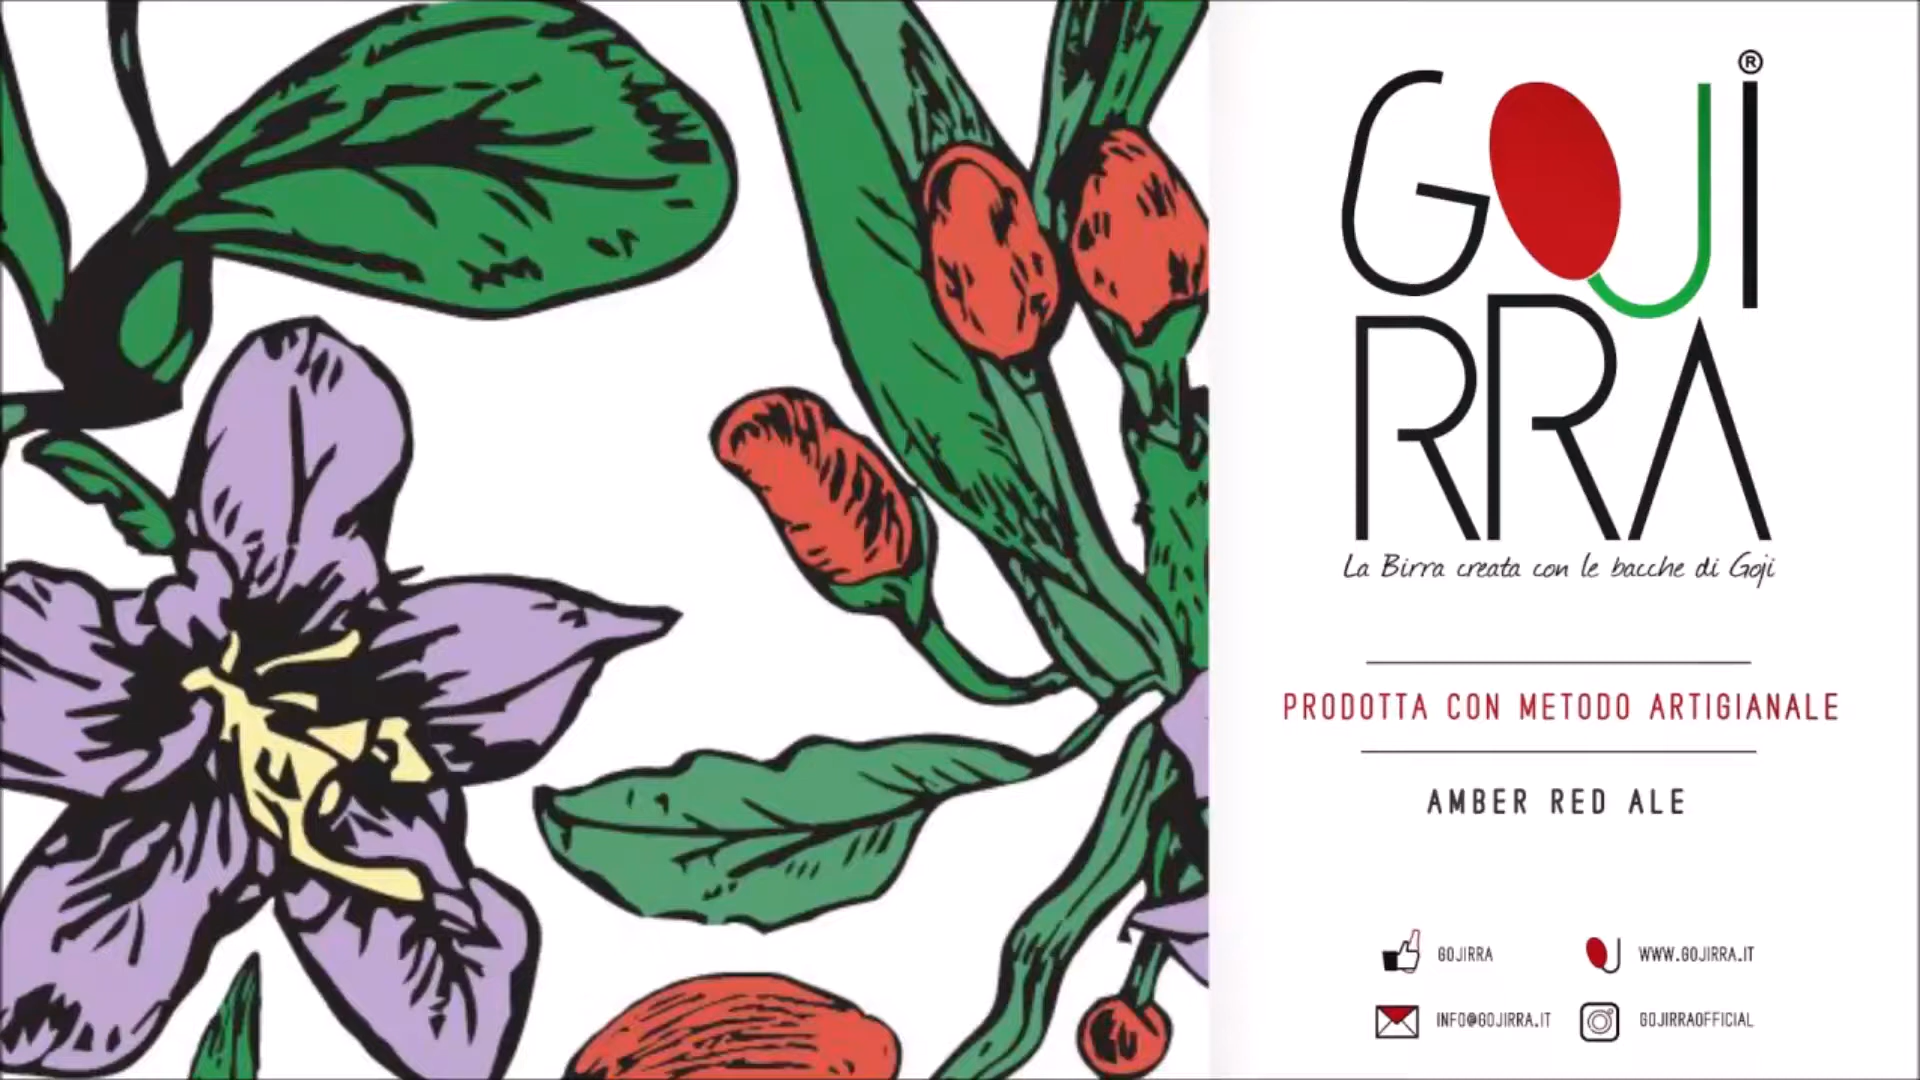 GOJI®
RRA
La Birra creata con le bacche di Goji
PRODOTTA CON METODO ARTIGIANALE
AMBER RED ALE
GOJIRRA
WWW.GOJIRRA.IT
INFO@GOJIRRA.IT
GOJIRRAOFFICIAL